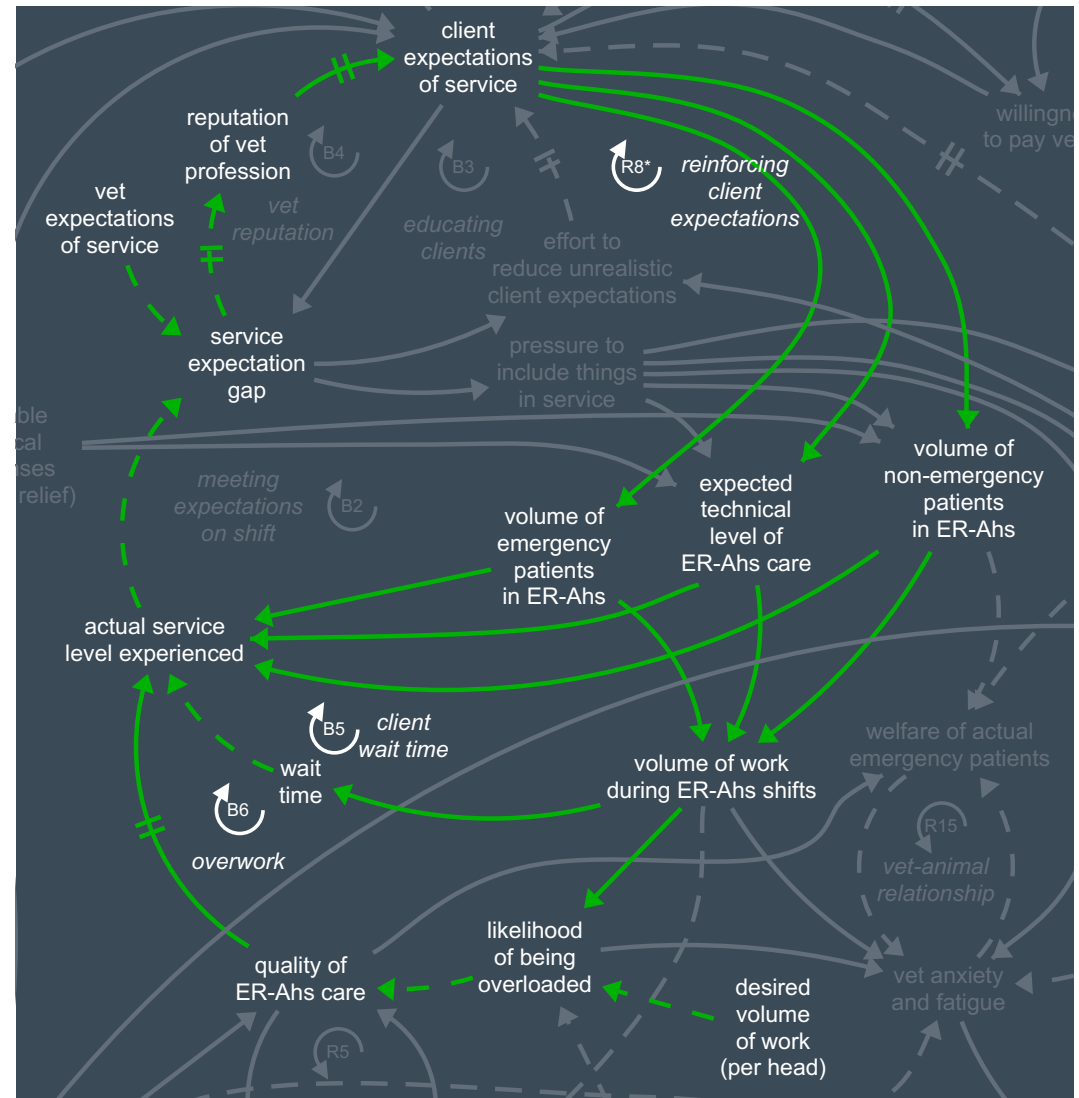 client
expectations
of service
reputation
of vet
profession
B4
B3
R8*
reinforcing
client
expectations
to pay
vet
expectations
of service
vet
reputation
educating
clients
effort to
reduce unrealistic
client expectations
service
expectation
gap
pressure to
include things
in service
relief)
meeting
expectations
on shift
B2
volume of
emergency
patients
in ER-Ahs
expected
technical
level of
ER-Ahs care
volume of
non-emergency
patients
in ER-Ahs
actual service
level experienced
B5
client
wait time
wait
time
B6
overwork
volume of work
during ER-Ahs shifts
welfare of actual
emergency patients
R15
vet-animal
relationship
likelihood
of being
overloaded
quality of
ER-Ahs care
desired
volume
of work
(per head)
vet anxiety
and fatigue
R5